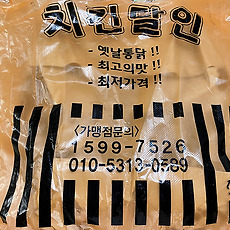 치킨달인
- 옛날통닭 !!
- 최고의맛 !!
- 최저가격 !!
<가맹점문의>
1599-7526
010-5313-0589